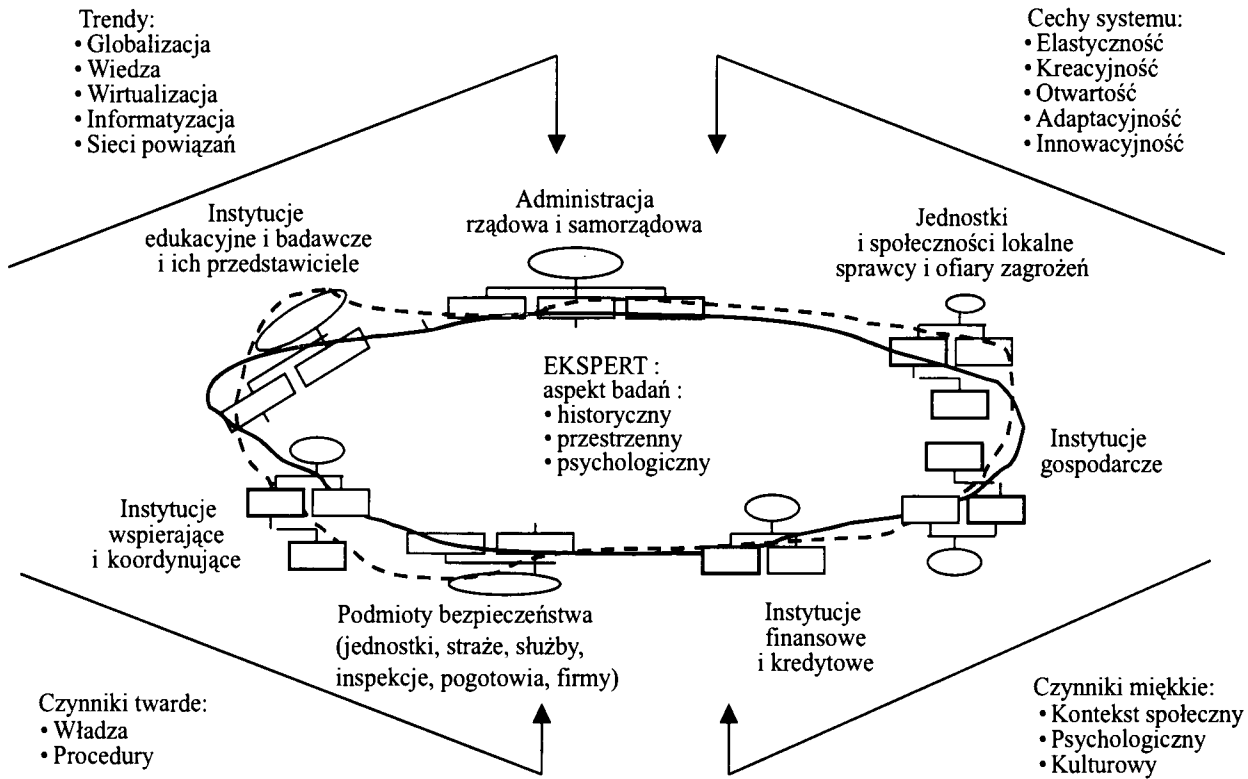 Trendy:
• Globalizacja
• Wiedza
• Wirtualizacja
• Informatyzacja
• Sieci powiązań
Cechy systemu:
• Elastyczność
• Kreacyjność
• Otwartość
• Adaptacyjność
• Innowacyjność
Instytucje
edukacyjne i badawcze
i ich przedstawiciele
Administracja
rządowa i samorządowa
Jednostki
i społeczności lokalne
sprawcy i ofiary zagrożeń
EKSPERT :
aspekt badań :
• historyczny
• przestrzenny
• psychologiczny
Instytucje
gospodarcze
Instytucje
wspierające
i koordynujące
Podmioty bezpieczeństwa
(jednostki, straże, służby,
inspekcje, pogotowia, firmy)
Instytucje
finansowe
i kredytowe
Czynniki twarde:
• Władza
• Procedury
Czynniki miękkie:
• Kontekst społeczny
• Psychologiczny
• Kulturowy